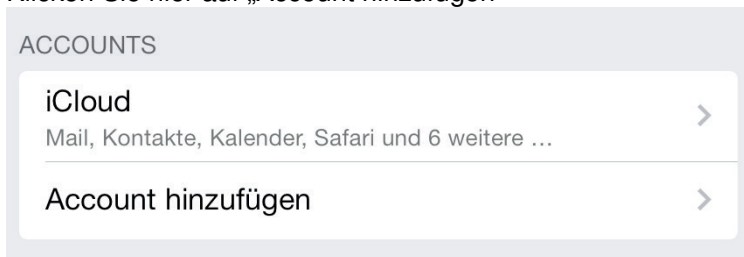 Klicken Sie hier auf „Account hinzufügen“
ACCOUNTS
iCloud
Mail, Kontakte, Kalender, Safari und 6 weitere …
Account hinzufügen